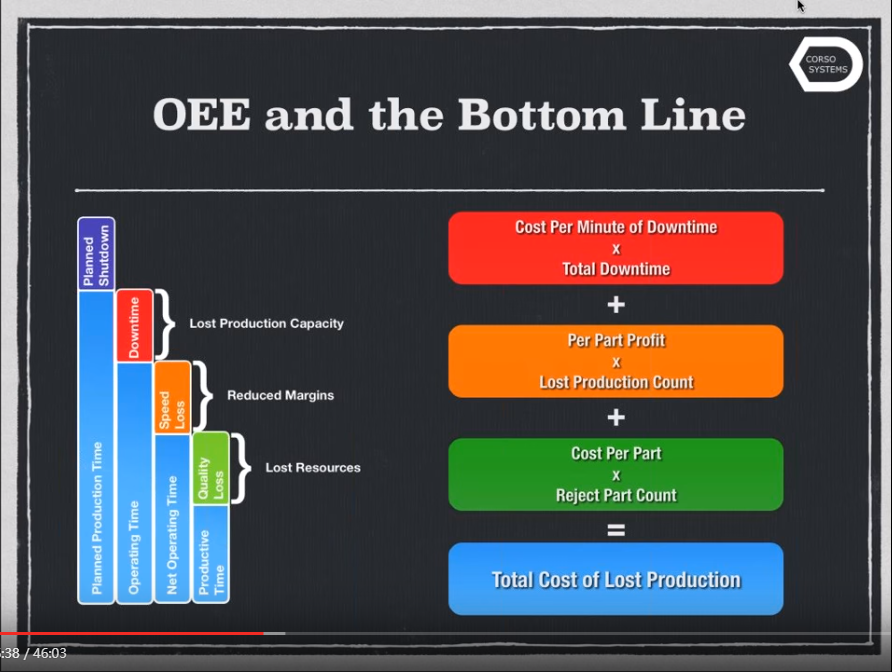 CORSO
SYSTEMS
OEE and the Bottom Line
Planned
Shutdown
Planned Production Time
Downtime
Operating Time
Speed
Loss
Net Operating Time
Quality
Loss
Productive
Time
Lost Production Capacity
Reduced Margins
Lost Resources
Cost Per Minute of Downtime
x
Total Downtime
+
Per Part Profit
x
Lost Production Count
+
Cost Per Part
x
Reject Part Count
=
Total Cost of Lost Production
:38 / 46:03